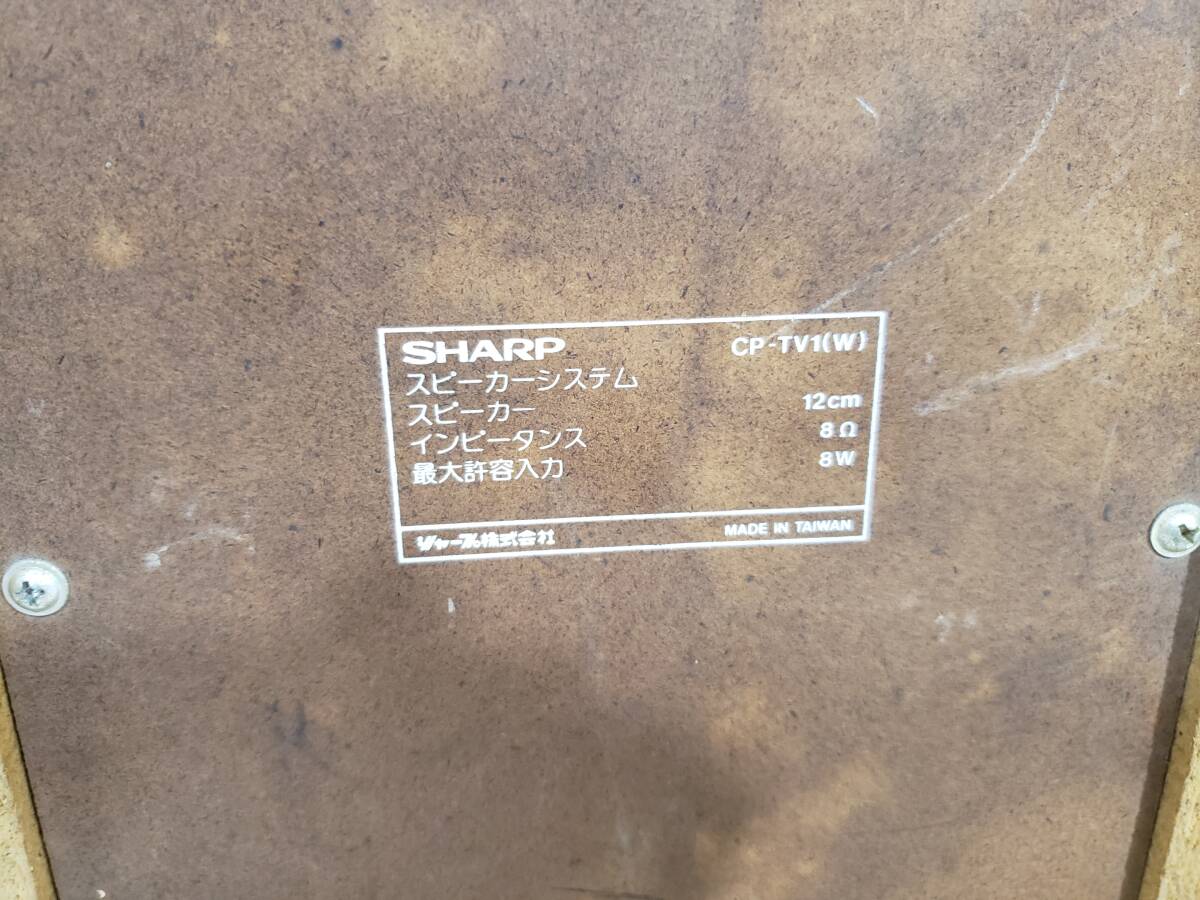 SHARP CP-TV1(W)
スピーカーシステム
スピーカー 12cm
インピータンス 8Ω
最大許容入力 8W
シャープ株式会社 MADE IN TAIWAN